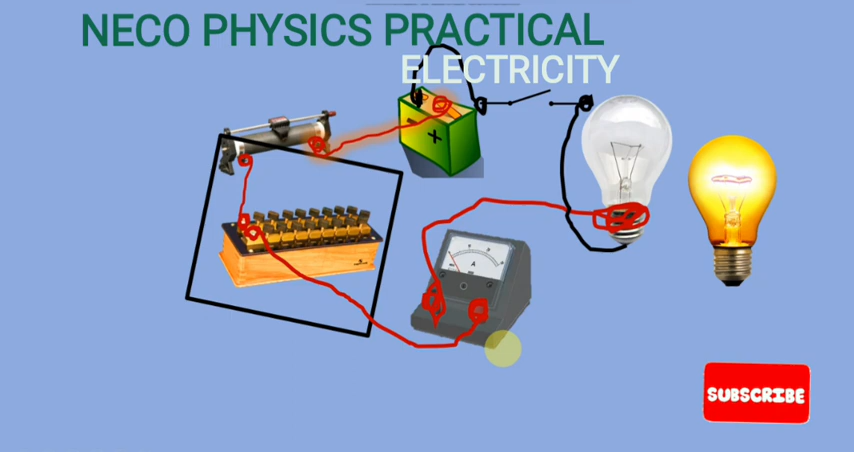 NECO PHYSICS PRACTICAL
ELECTRICITY
- +
A
SUBSCRIBE